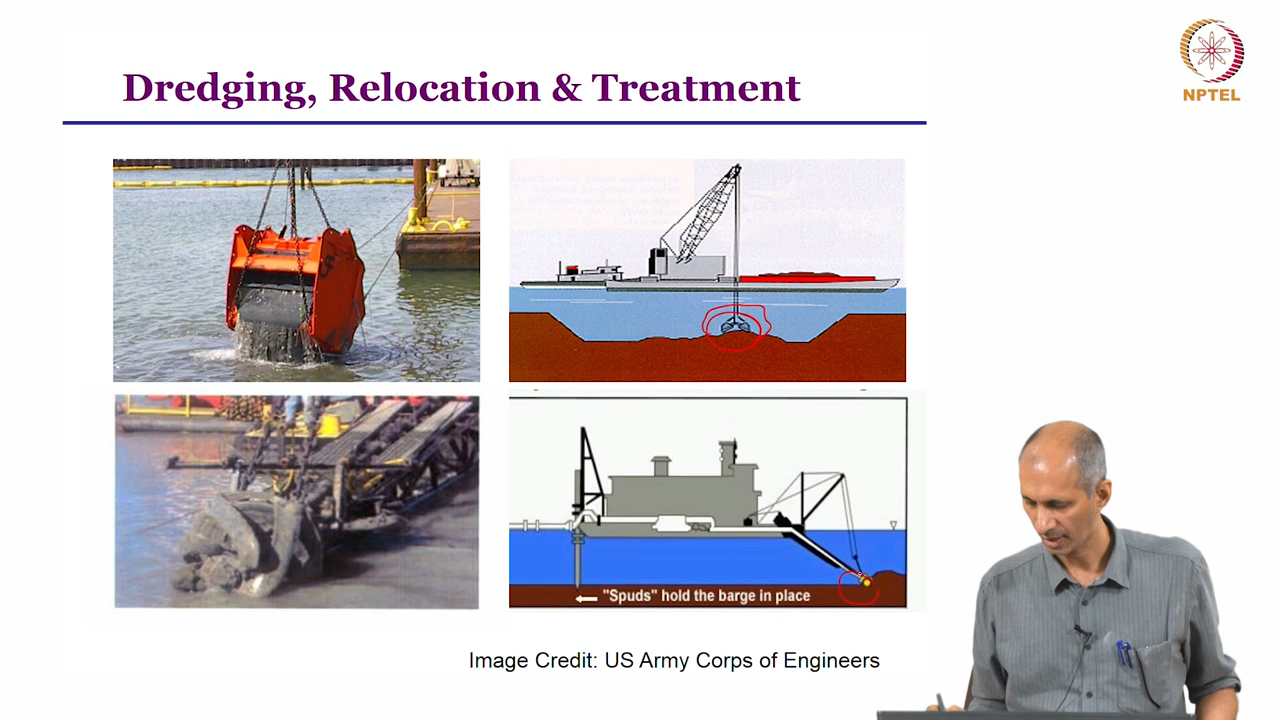 Dredging, Relocation & Treatment
NPTEL
"Spuds" hold the barge in place
Image Credit: US Army Corps of Engineers